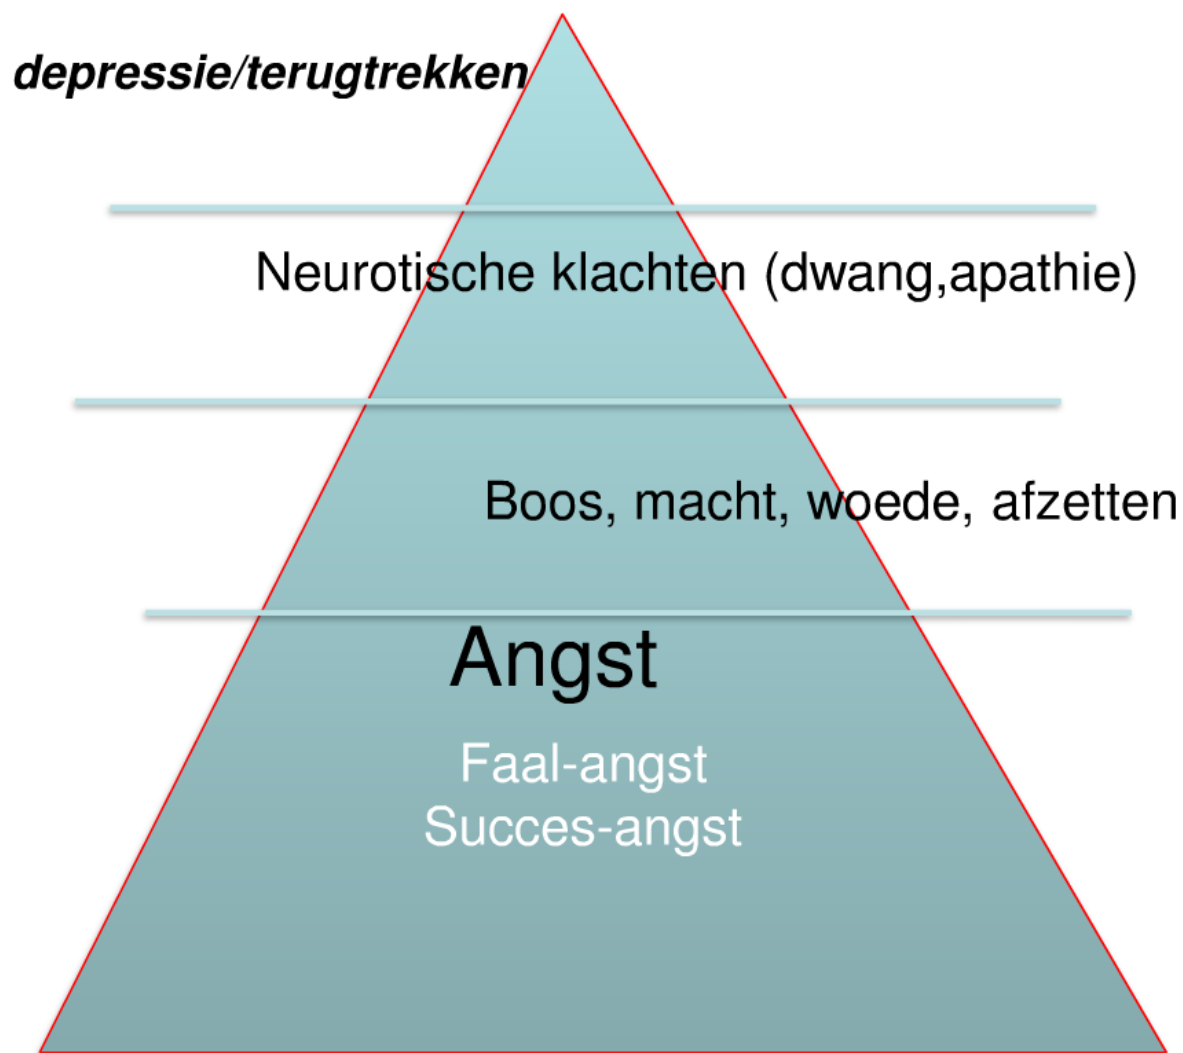 depressie/terugtrekken
Neurotische klachten (dwang,apathie)
Boos, macht, woede, afzetten
Angst
Faal-angst
Succes-angst